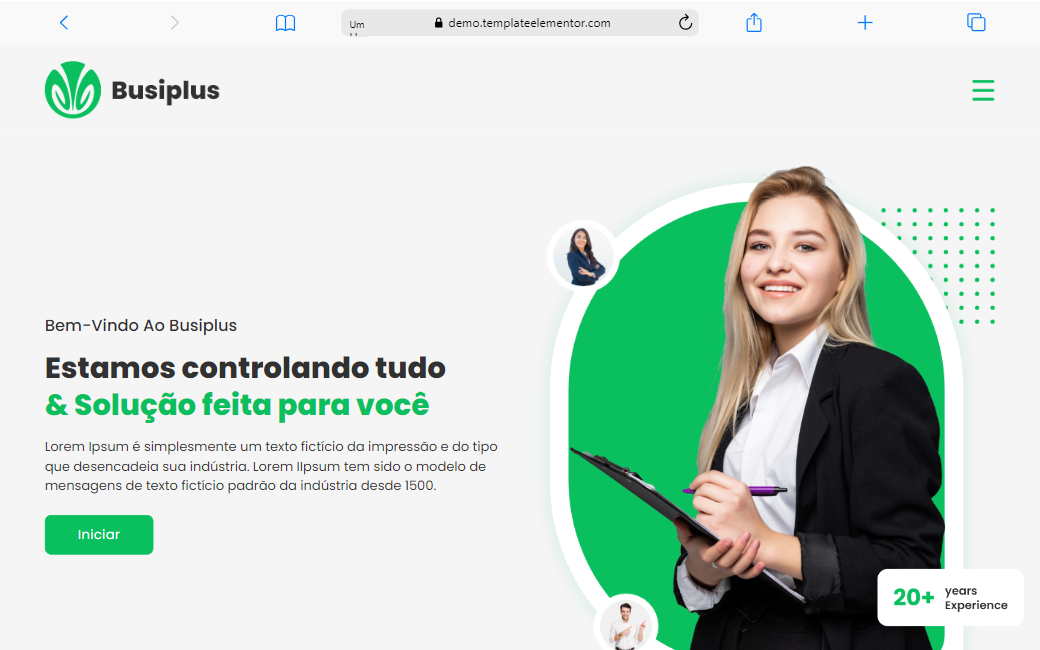 Um
demo.templateelementor.com
Busiplus
Bem-Vindo Ao Busiplus
Estamos controlando tudo
& Solução feita para você
Lorem Ipsum é simplesmente um texto fictício da impressão e do tipo
que desencadeia sua indústria. Lorem IIpsum tem sido o modelo de
mensagens de texto fictício padrão da indústria desde 1500.
Iniciar
20+
years
Experience